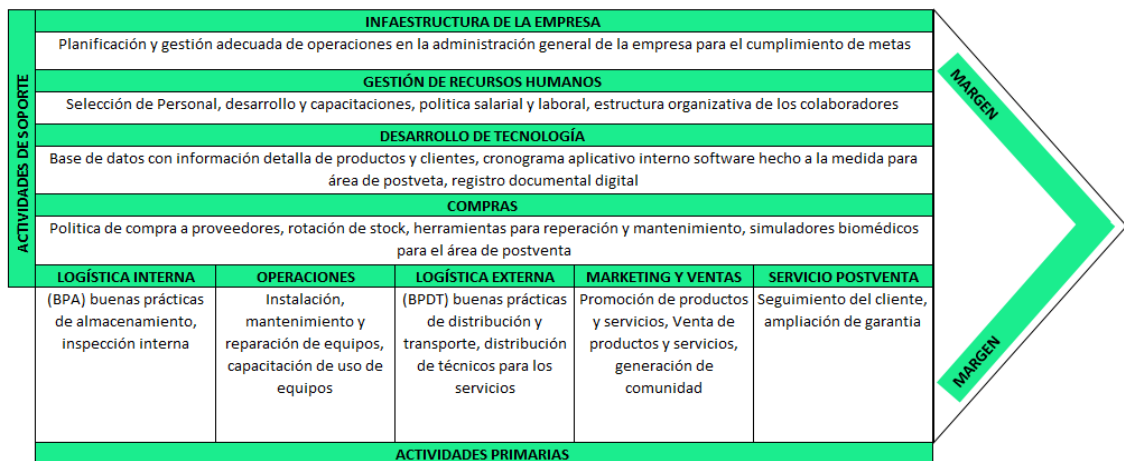 ACTIVIDADES DE SOPORTE
INFAESTRUCTURA DE LA EMPRESA
Planificación y gestión adecuada de operaciones en la administración general de la empresa para el cumplimiento de metas
GESTIÓN DE RECURSOS HUMANOS
Selección de Personal, desarrollo y capacitaciones, politica salarial y laboral, estructura organizativa de los colaboradores
DESARROLLO DE TECNOLOGÍA
Base de datos con información detalla de productos y clientes, cronograma aplicativo interno software hecho a la medida para
área de postveta, registro documental digital
COMPRAS
Politica de compra a proveedores, rotación de stock, herramientas para reperación y mantenimiento, simuladores biomédicos
para el área de postventa
LOGÍSTICA INTERNA
(BPA) buenas prácticas
de almacenamiento,
inspección interna
OPERACIONES
Instalación,
mantenimiento y
reparación de equipos,
capacitación de uso de
equipos
LOGÍSTICA EXTERNA
(BPDT) buenas prácticas
de distribución y
transporte, distribución
de técnicos para los
servicios
MARKETING Y VENTAS
Promoción de productos
y servicios, Venta de
productos y servicios,
generación de
comunidad
SERVICIO POSTVENTA
Seguimiento del cliente,
ampliación de garantia
ACTIVIDADES PRIMARIAS
MARGEN
MARGEN